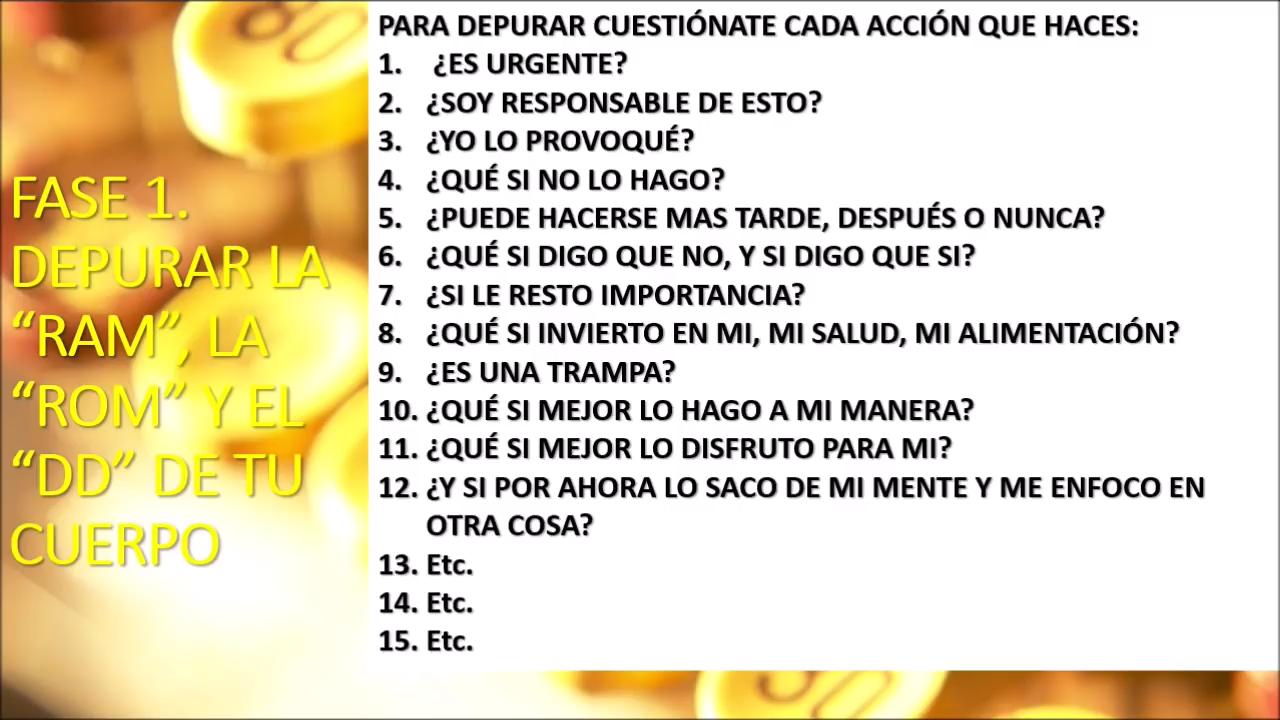 FASE 1.
DEPURAR LA
“RAM”, LA
“ROM” Y EL
“DD” DE TU
CUERPO
PARA DEPURAR CUESTIÓNATE CADA ACCIÓN QUE HACES:
1. ¿ES URGENTE?
2. ¿SOY RESPONSABLE DE ESTO?
3. ¿YO LO PROVOQUÉ?
4. ¿QUÉ SI NO LO HAGO?
5. ¿PUEDE HACERSE MAS TARDE, DESPUÉS O NUNCA?
6. ¿QUÉ SI DIGO QUE NO, Y SI DIGO QUE SI?
7. ¿SI LE RESTO IMPORTANCIA?
8. ¿QUÉ SI INVIERTO EN MI, MI SALUD, MI ALIMENTACIÓN?
9. ¿ES UNA TRAMPA?
10. ¿QUÉ SI MEJOR LO HAGO A MI MANERA?
11. ¿QUÉ SI MEJOR LO DISFRUTO PARA MI?
12. ¿Y SI POR AHORA LO SACO DE MI MENTE Y ME ENFOCO EN
OTRA COSA?
13. Etc.
14. Etc.
15. Etc.